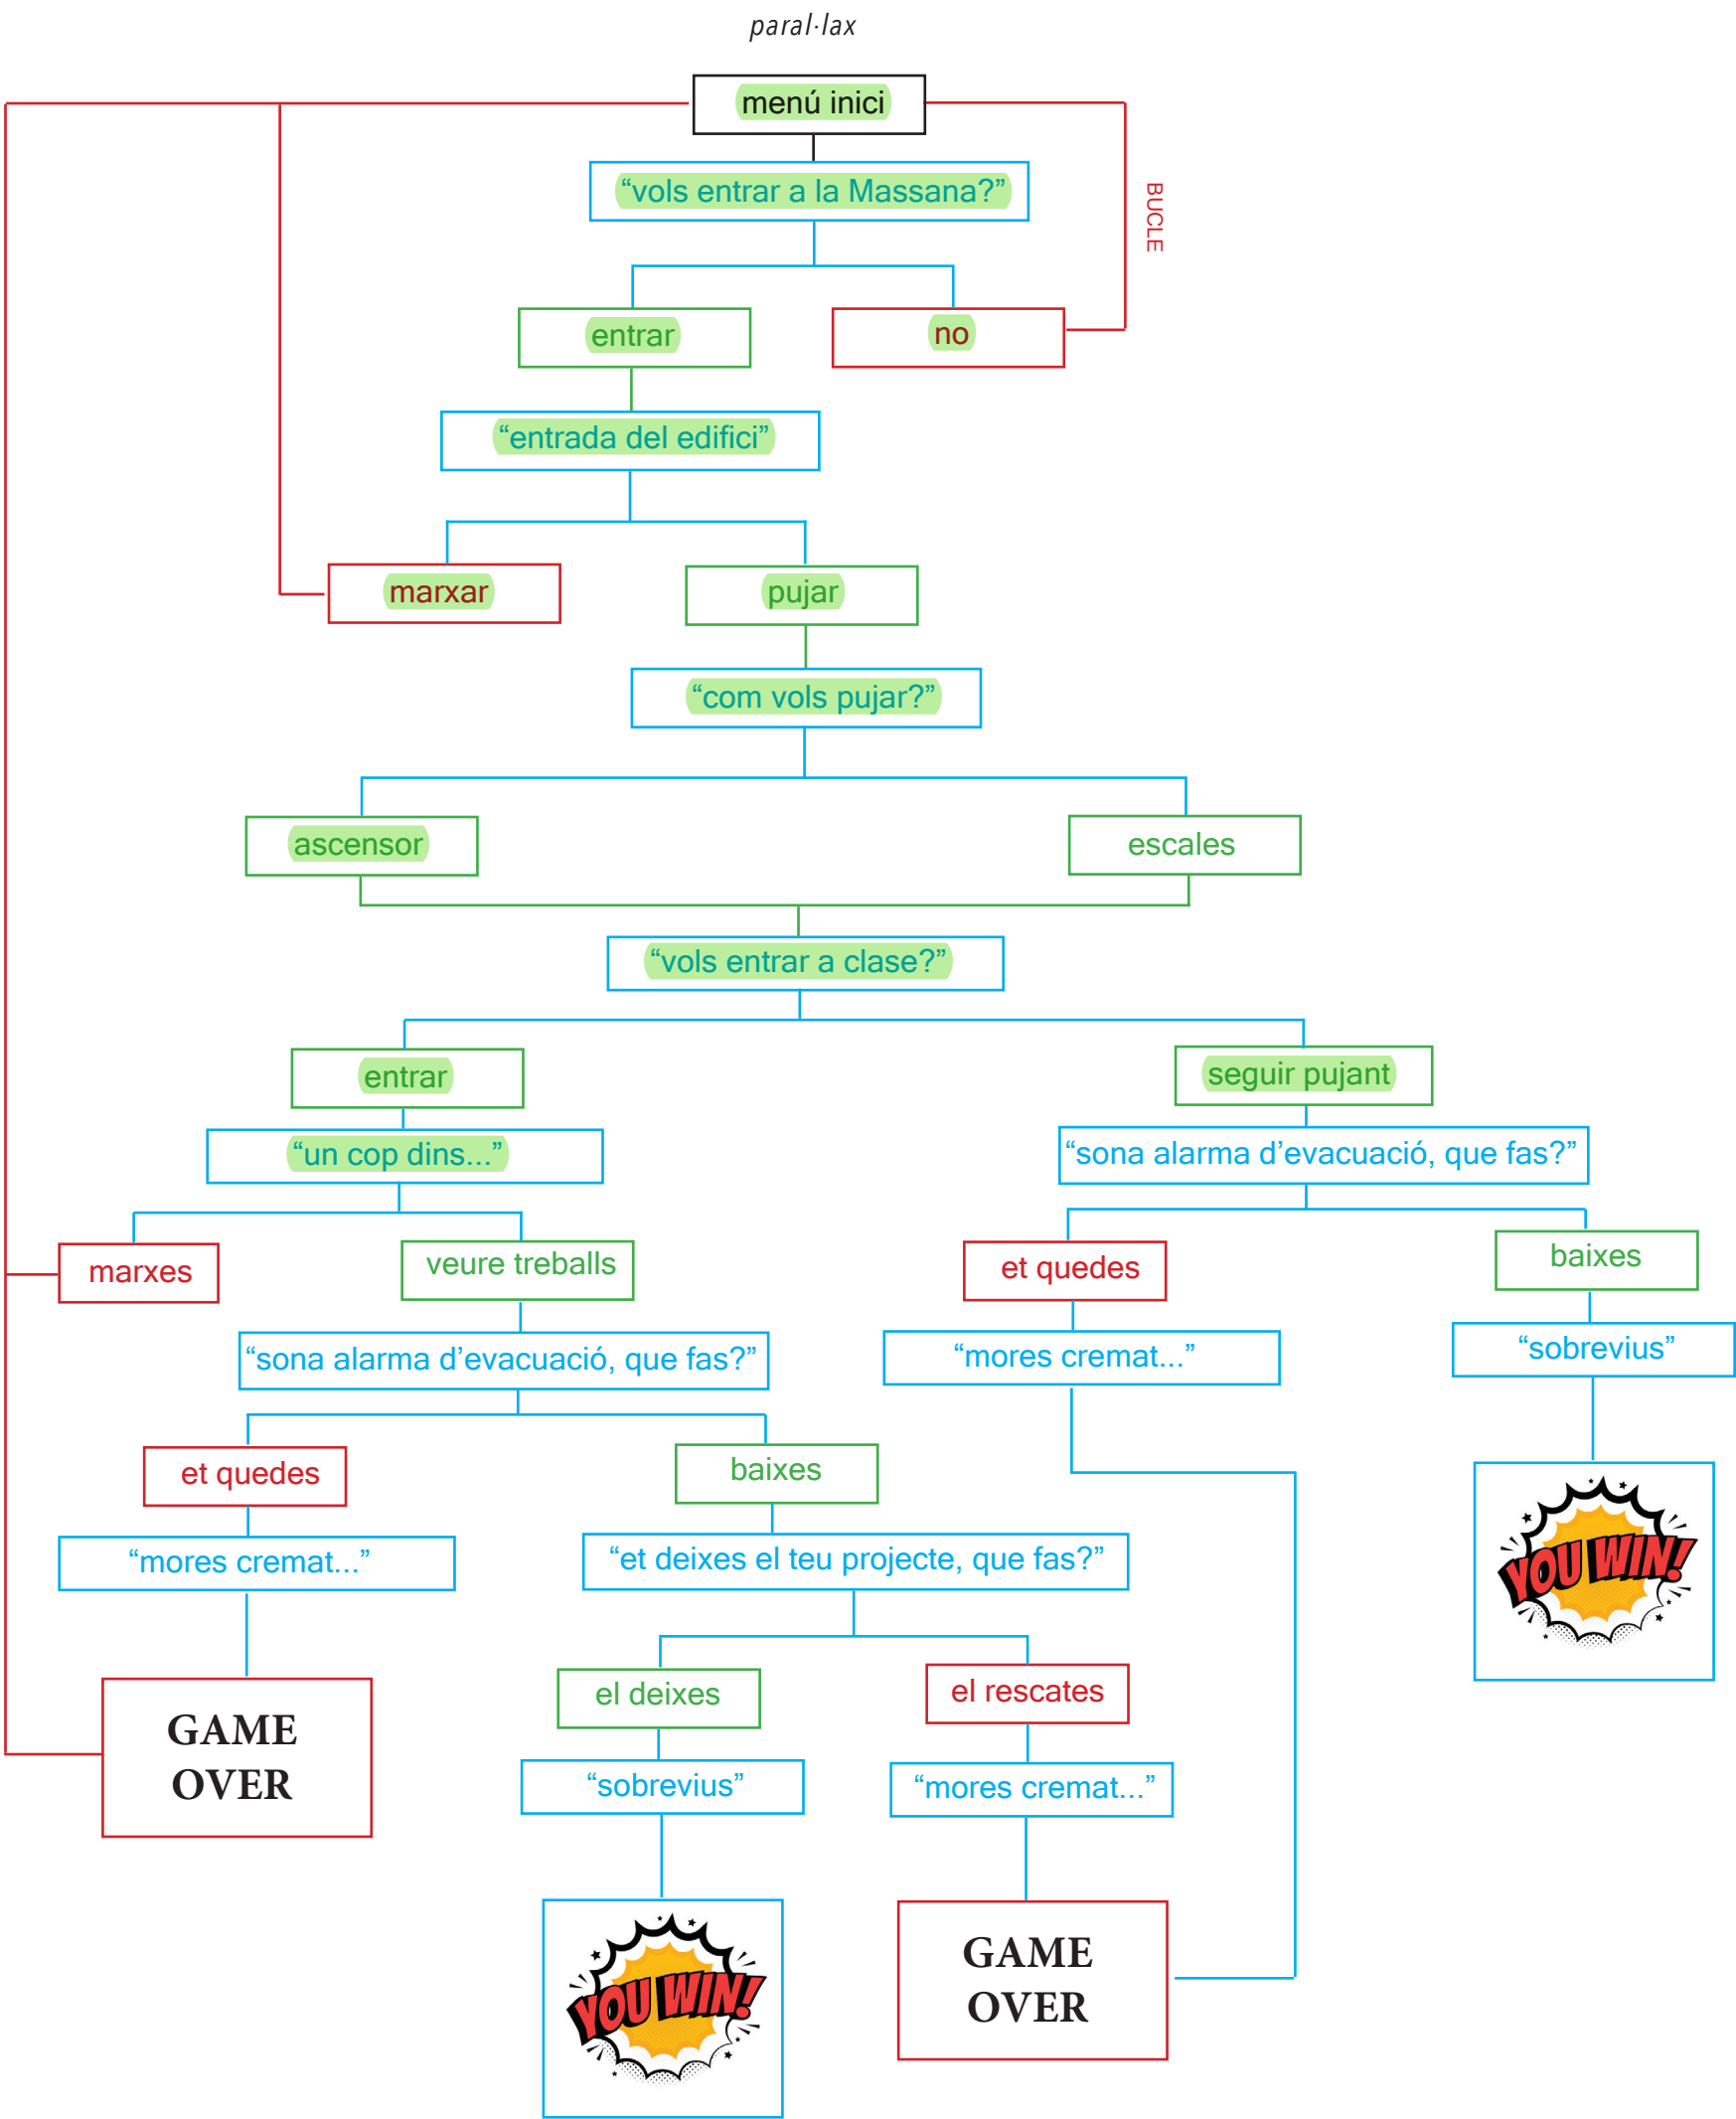 paral·lax
menú inici
“vols entrar a la Massana?”
BUCLE
entrar
no
“entrada del edifici”
marxar
pujar
“com vols pujar?”
ascensor
escales
“vols entrar a clase?”
entrar
seguir pujant
“un cop dins...”
“sona alarma d’evacuació, que fas?”
marxes
veure treballs
et quedes
baixes
“sona alarma d’evacuació, que fas?”
“mores cremat...”
“sobrevius”
et quedes
baixes
“mores cremat...”
“et deixes el teu projecte, que fas?”
YOU WIN!
el deixes
el rescates
GAME
OVER
“sobrevius”
“mores cremat...”
YOU WIN!
GAME
OVER